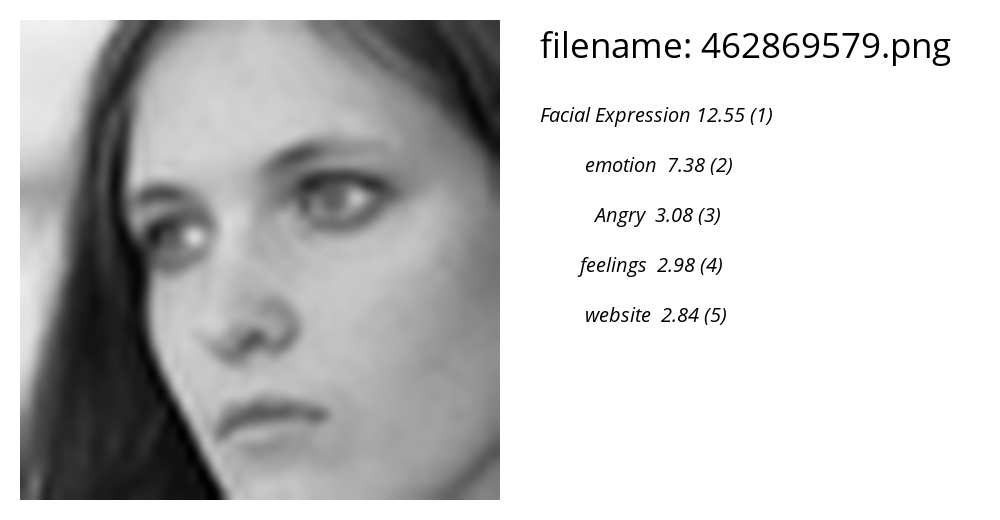 filename: 462869579.png
Facial Expression 12.55 (1)
emotion 7.38 (2)
Angry 3.08 (3)
feelings 2.98 (4)
website 2.84 (5)